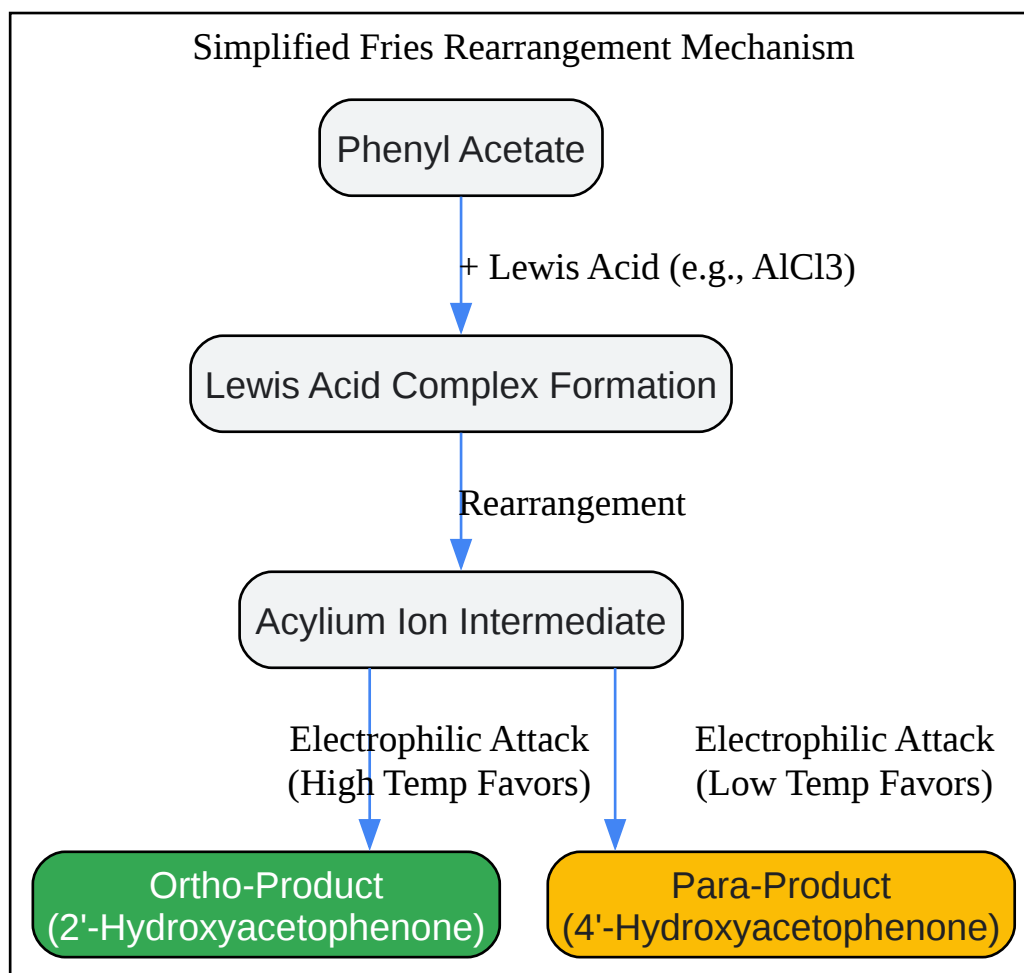 Simplified Fries Rearrangement Mechanism
Phenyl Acetate
+ Lewis Acid (e.g., AlCl3)
Lewis Acid Complex Formation
Rearrangement
Acylium Ion Intermediate
Electrophilic Attack
(High Temp Favors)
Electrophilic Attack
(Low Temp Favors)
Ortho-Product
(2'-Hydroxyacetophenone)
Para-Product
(4'-Hydroxyacetophenone)